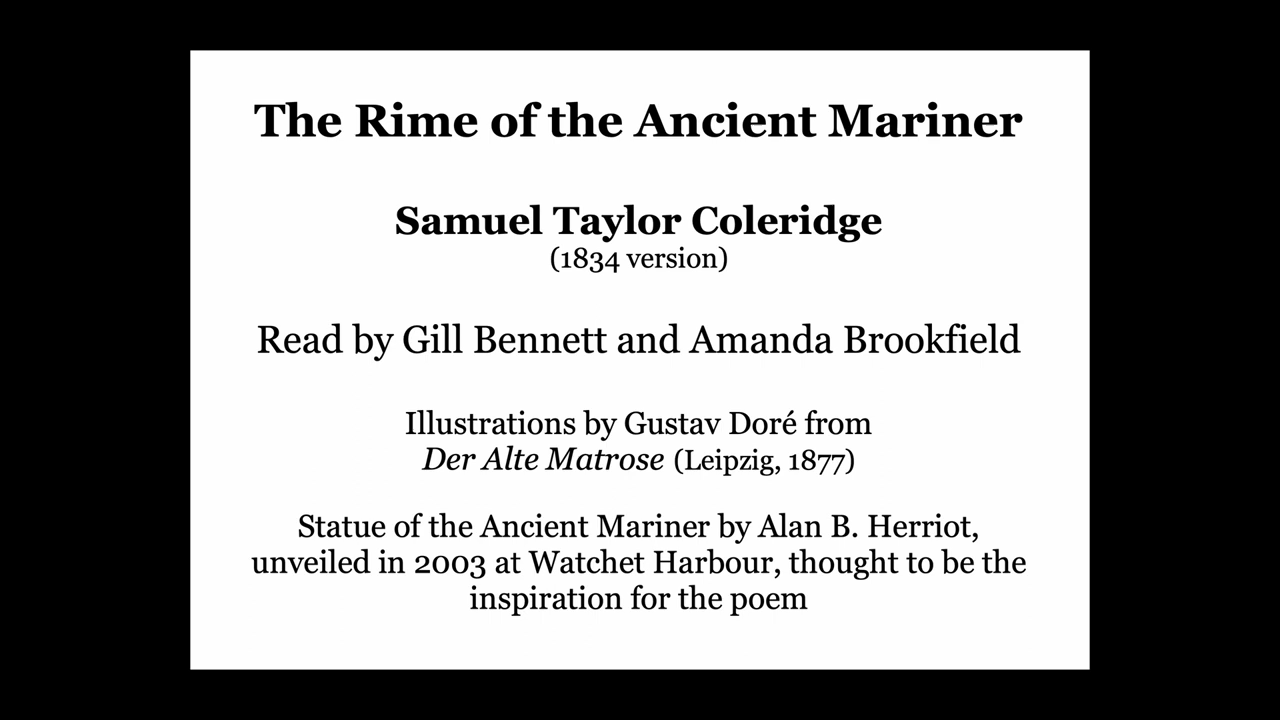 The Rime of the Ancient Mariner
Samuel Taylor Coleridge
(1834 version)
Read by Gill Bennett and Amanda Brookfield
Illustrations by Gustav Doré from
Der Alte Matrose (Leipzig, 1877)
Statue of the Ancient Mariner by Alan B. Herriot,
unveiled in 2003 at Watchet Harbour, thought to be the
inspiration for the poem